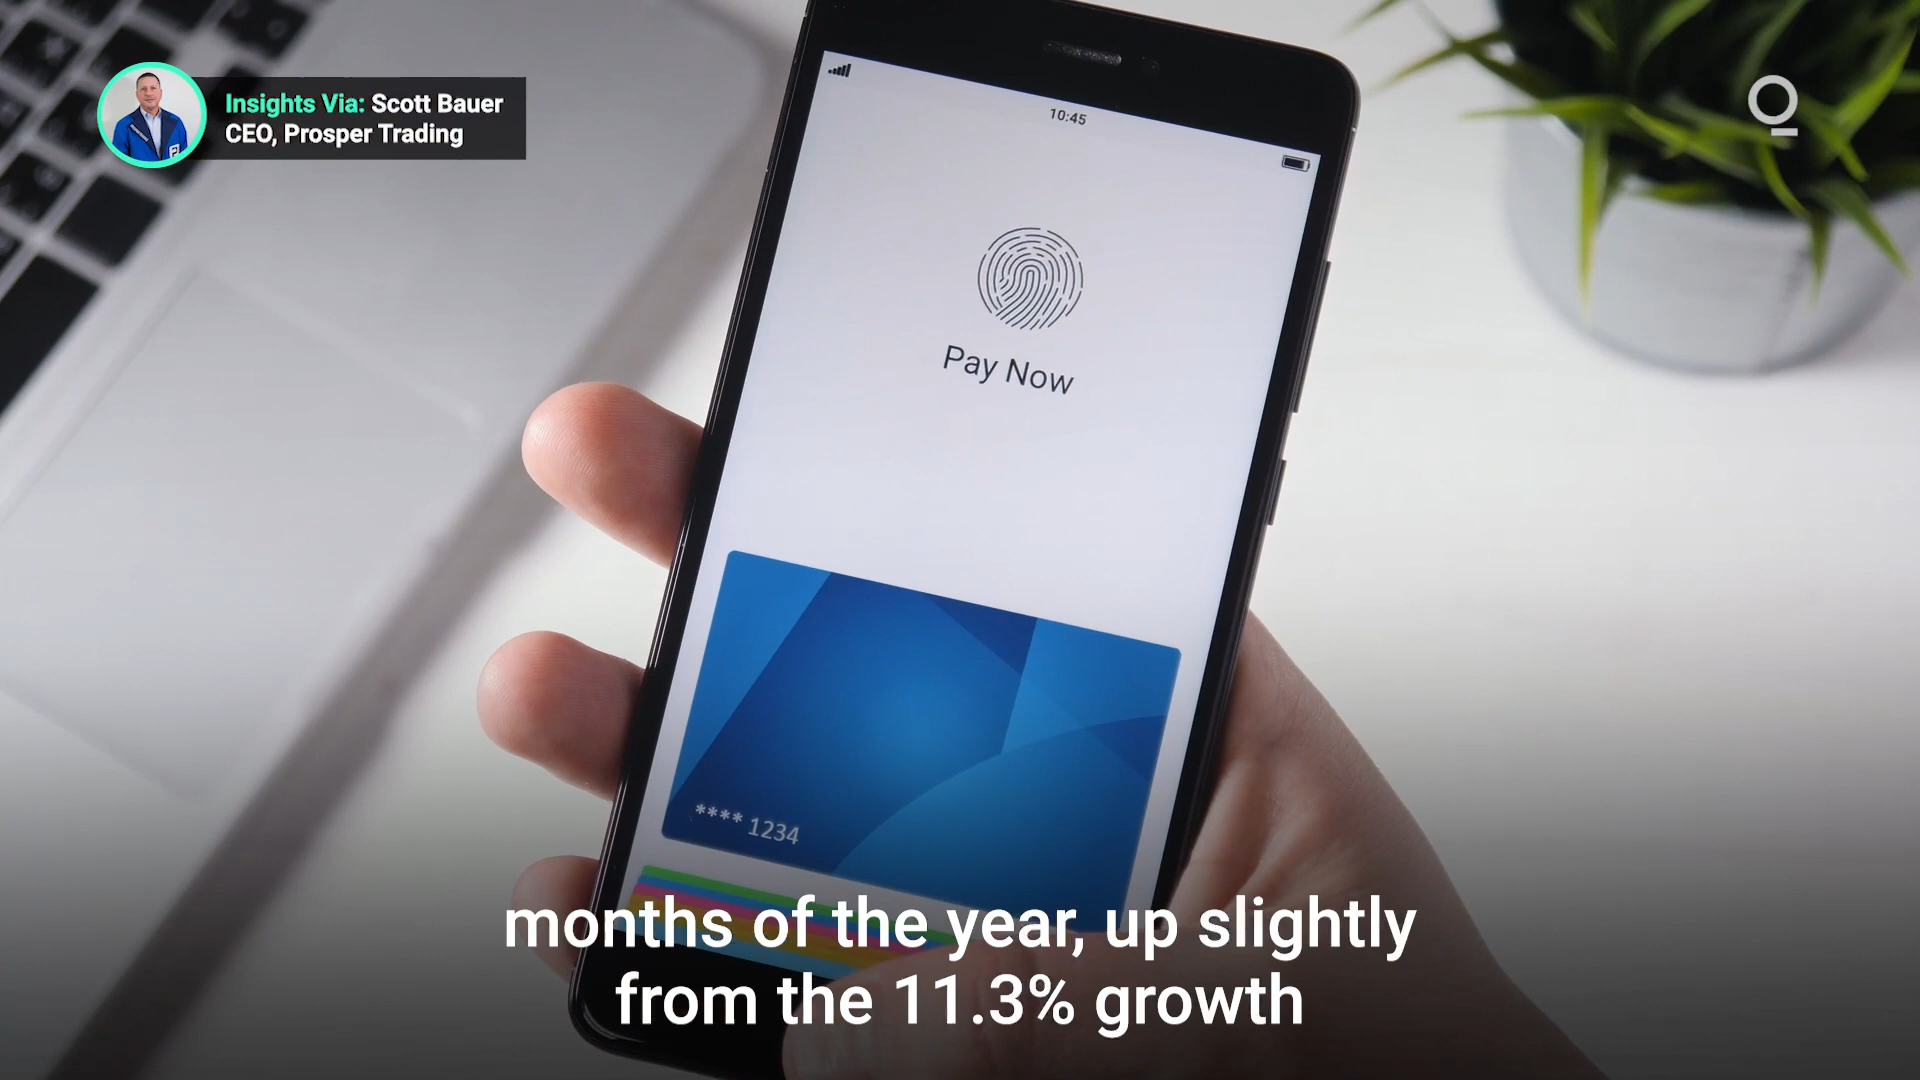 Insights Via: Scott Bauer
CEO, Prosper Trading
10:45
Pay Now
**** 1234
months of the year, up slightly
from the 11.3% growth